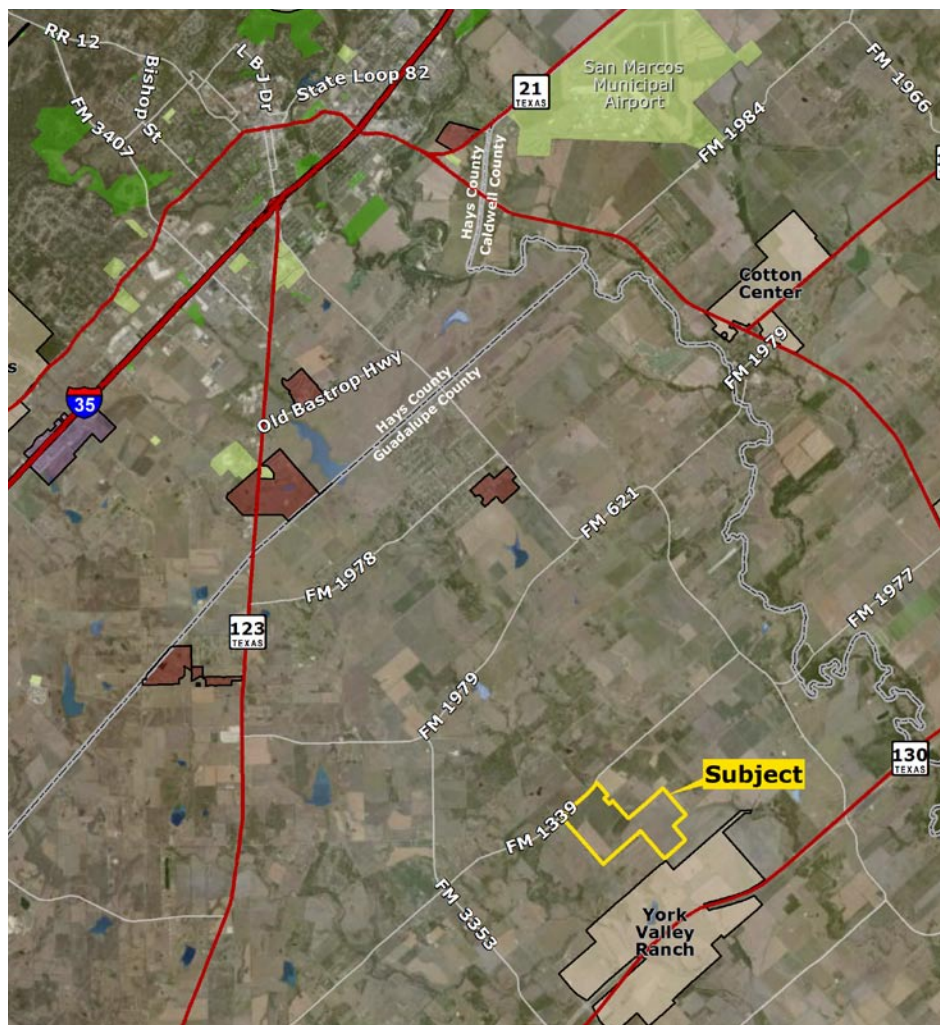 RR 12
Bishop St
L B J Dr
State Loop 82
FM 3407
21
TEXAS
San Marcos
Municipal
Airport
FM 1966
FM 1984
Hays County
Caldwell County
Cotton
Center
FM 1979
s
35
Old Bastrop Hwy
Hays County
Guadalupe County
FM 621
FM 1978
FM 1977
123
TEXAS
FM 1979
130
TEXAS
Subject
FM 1339
FM 3353
York
Valley
Ranch